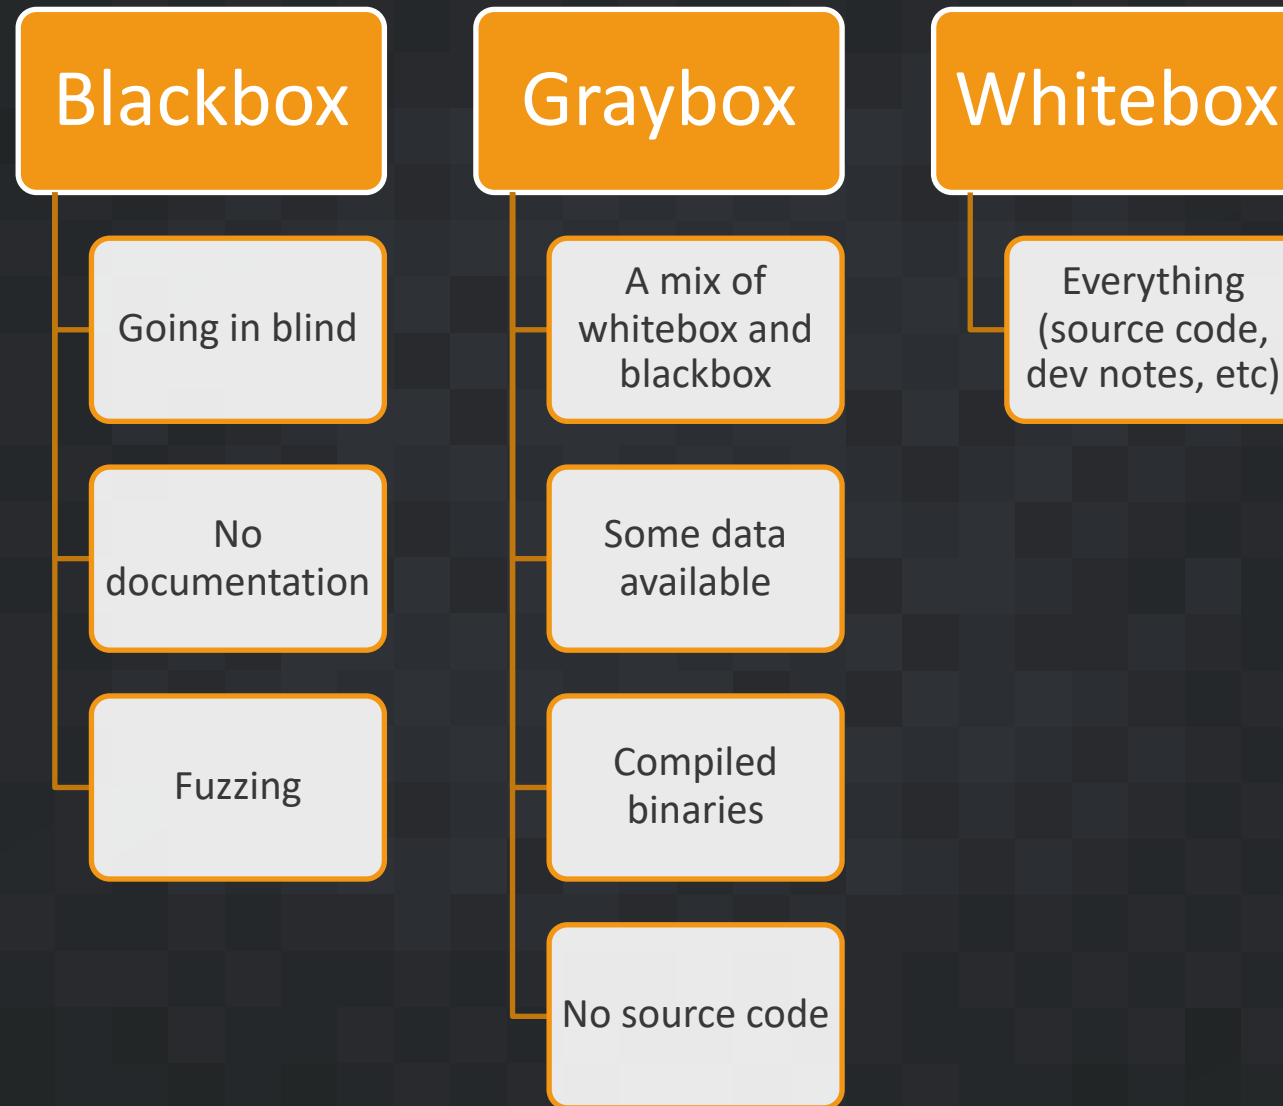 Blackbox
Going in blind
No
documentation
Fuzzing
Graybox
A mix of
whitebox and
blackbox
Some data
available
Compiled
binaries
No source code
Whitebox
Everything
(source code,
dev notes, etc)